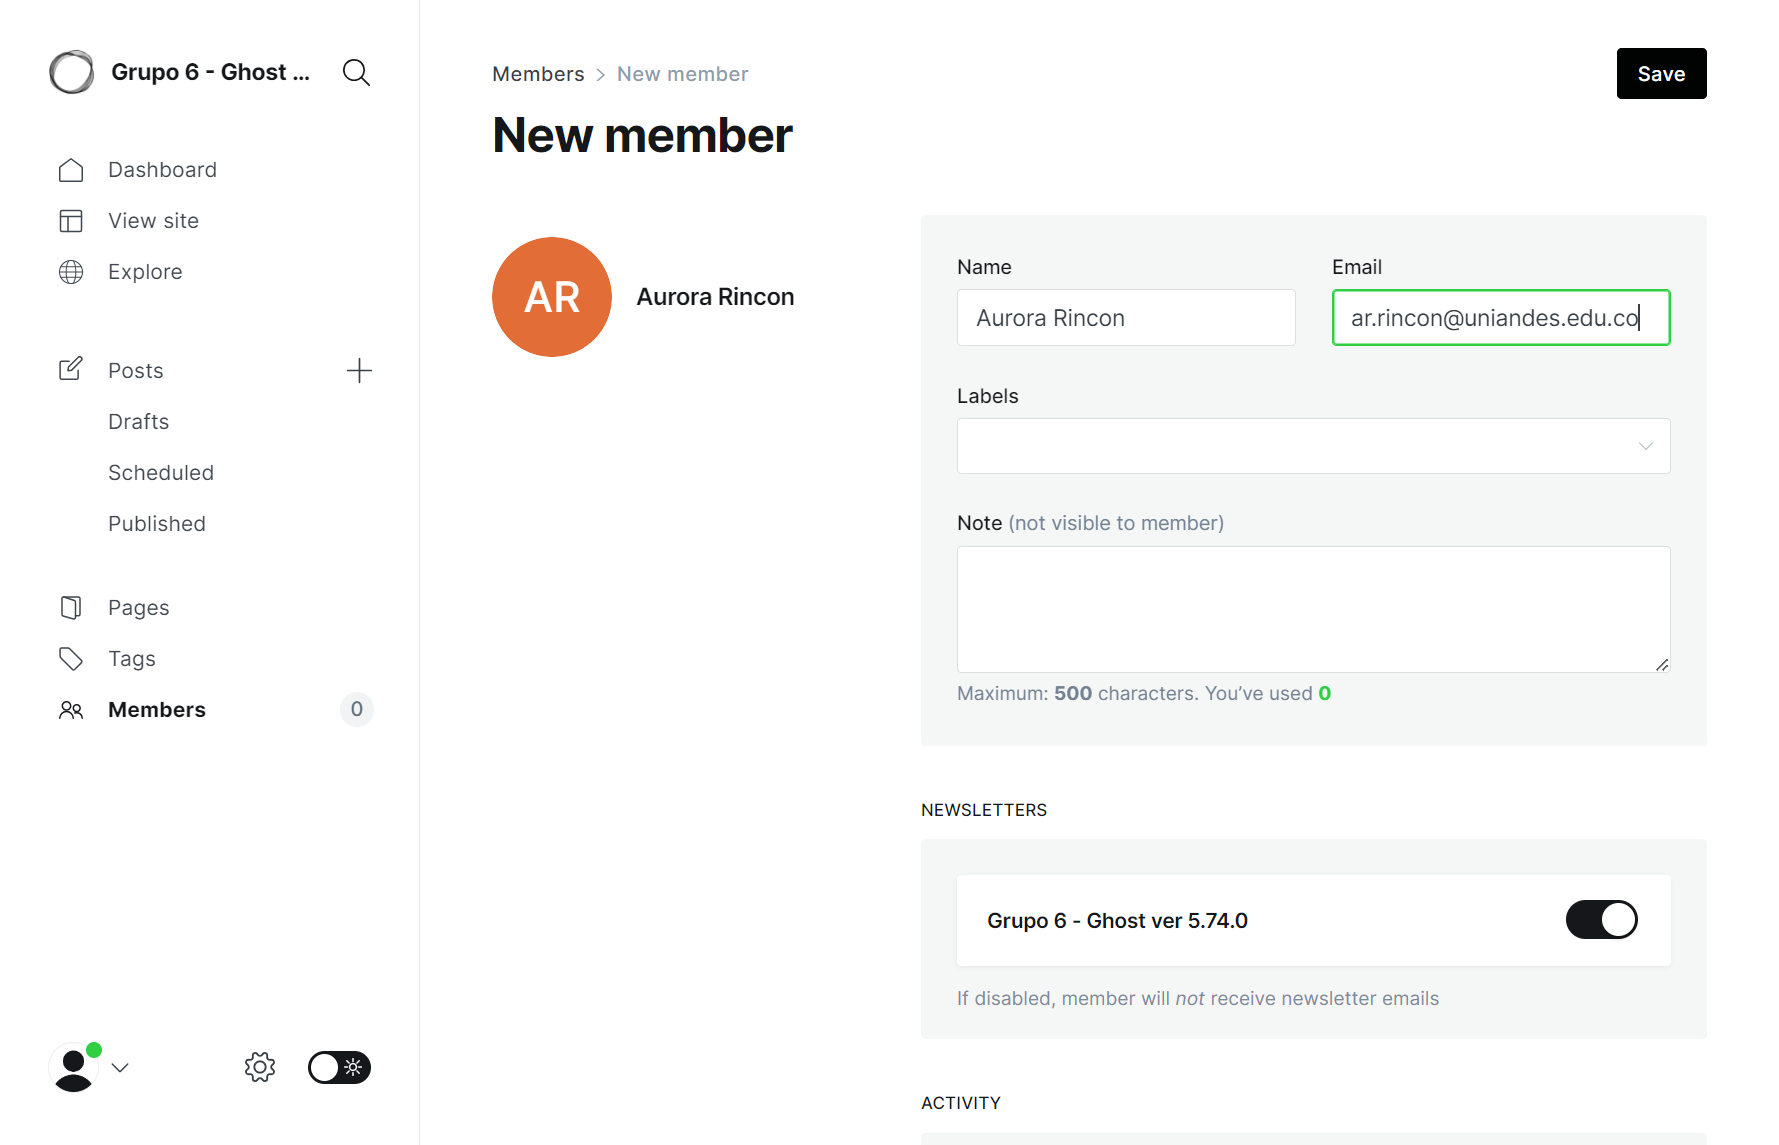 Grupo 6 - Ghost ...
Dashboard
View site
Explore
Posts
Drafts
Scheduled
Published
Pages
Tags
Members 0
Members > New member
Save
New member
AR
Aurora Rincon
Name
Aurora Rincon
Email
ar.rincon@uniandes.edu.co
Labels
Note (not visible to member)
Maximum: 500 characters. You’ve used 0
NEWSLETTERS
Grupo 6 - Ghost ver 5.74.0
If disabled, member will not receive newsletter emails
ACTIVITY